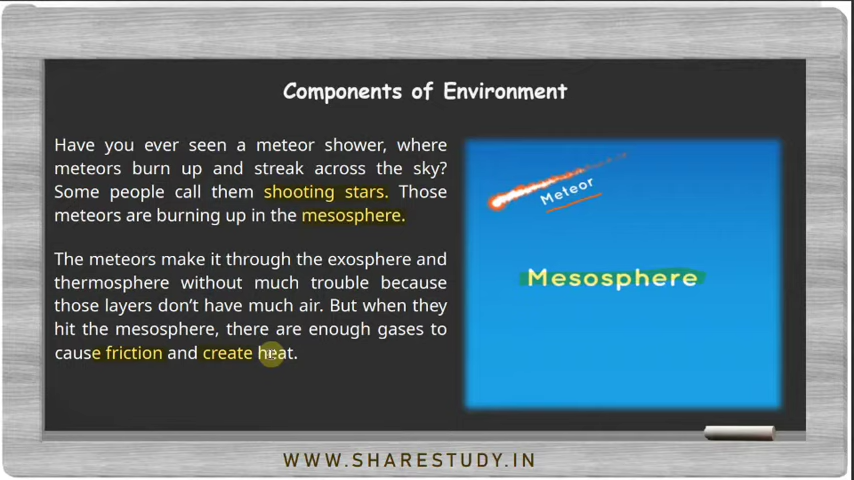 Components of Environment
Have you ever seen a meteor shower, where
meteors burn up and streak across the sky?
Some people call them shooting stars. Those
meteors are burning up in the mesosphere.
The meteors make it through the exosphere and
thermosphere without much trouble because
those layers don't have much air. But when they
hit the mesosphere, there are enough gases to
cause friction and create heat.
Meteor
Mesosphere
WWW.SHARESTUDY.IN